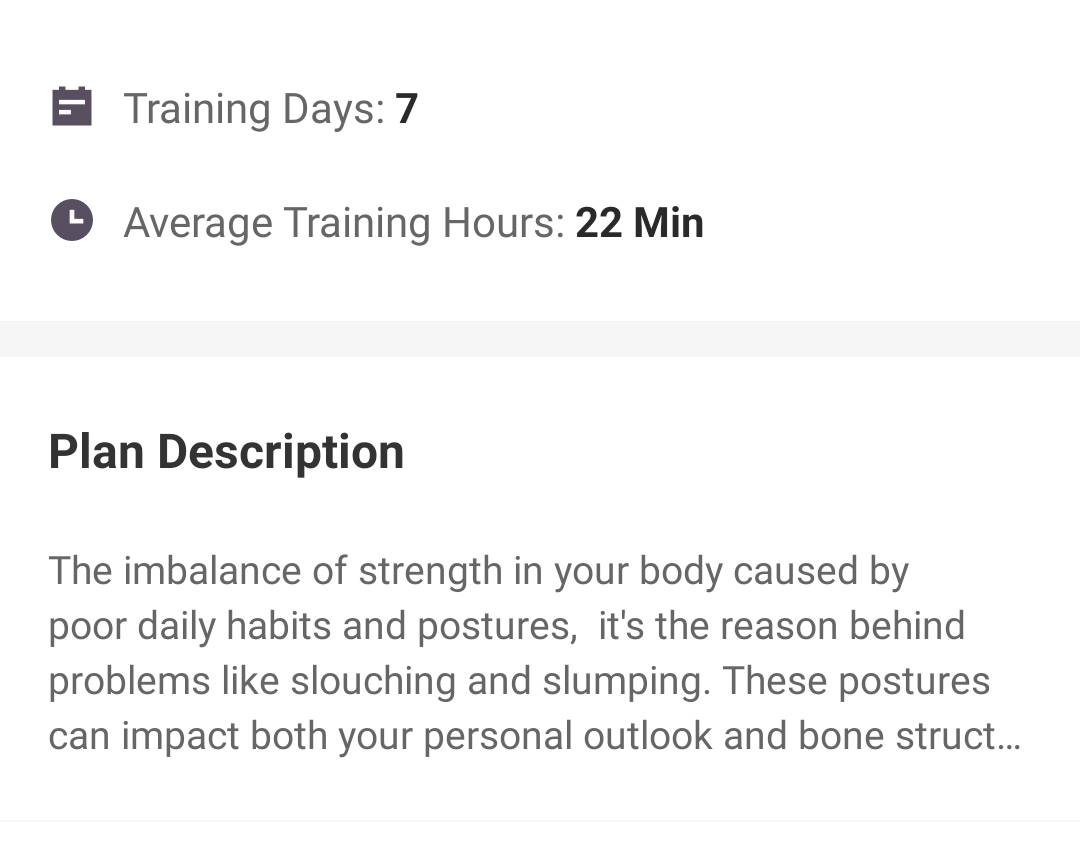 Training Days: 7
Average Training Hours: 22 Min
Plan Description
The imbalance of strength in your body caused by
poor daily habits and postures,  it's the reason behind
problems like slouching and slumping. These postures
can impact both your personal outlook and bone struct...